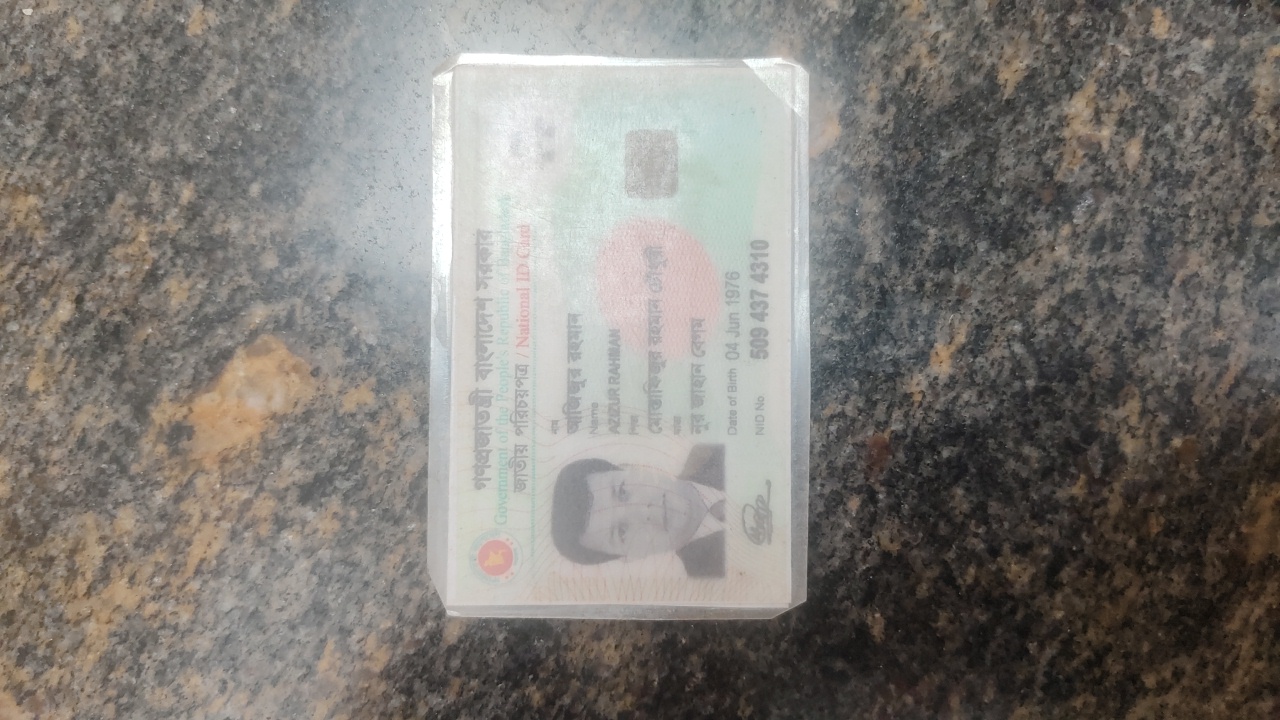 গণপ্রজাতন্ত্রী বাংলাদেশ সরকার
Government of the People's Republic of Bangladesh
জাতীয় পরিচয়পত্র / National ID Card
নাম
আজিজুর রহমান
Name
AZIZUR RAHMAN
পিতা
মোস্তাফিজুর রহমান চৌধুরী
মাতা
নুর জাহান বেগম
Date of Birth 04 Jun 1976
NID No 509 437 4310